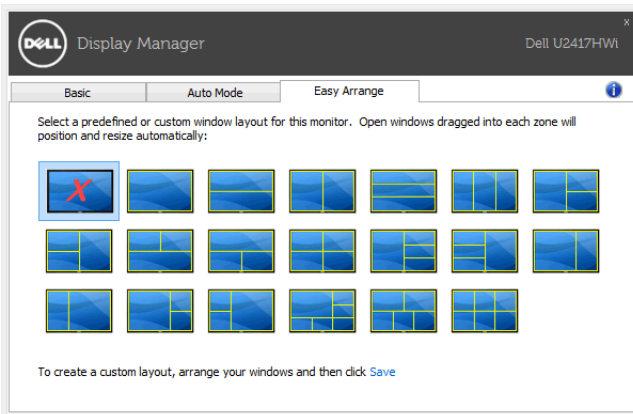 x
DELL Display Manager Dell U2417HWi
Basic Auto Mode Easy Arrange i
Select a predefined or custom window layout for this monitor. Open windows dragged into each zone will
position and resize automatically:
X
To create a custom layout, arrange your windows and then click Save